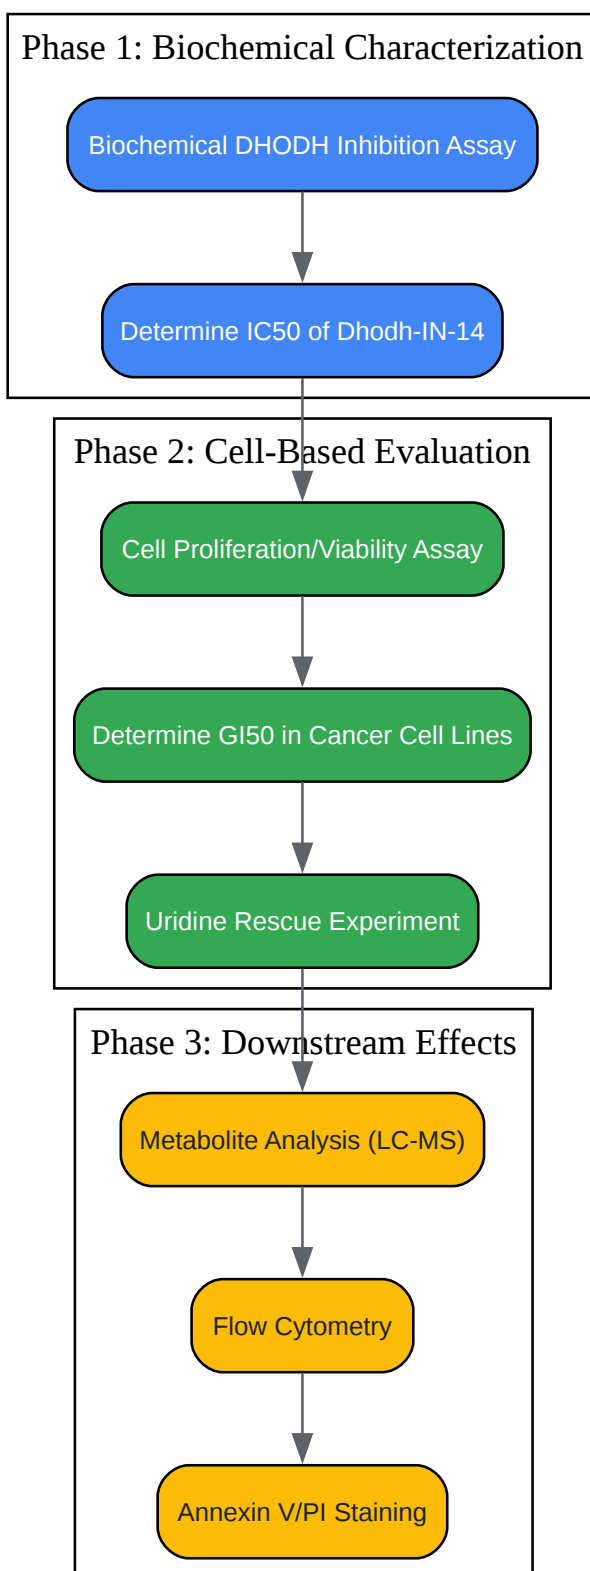 Phase 1: Biochemical Characterization
Biochemical DHODH Inhibition Assay
Determine IC50 of Dhodh-IN-14
Phase 2: Cell-Based Evaluation
Cell Proliferation/Viability Assay
Determine GI50 in Cancer Cell Lines
Uridine Rescue Experiment
Phase 3: Downstream Effects
Metabolite Analysis (LC-MS)
Flow Cytometry
Annexin V/PI Staining